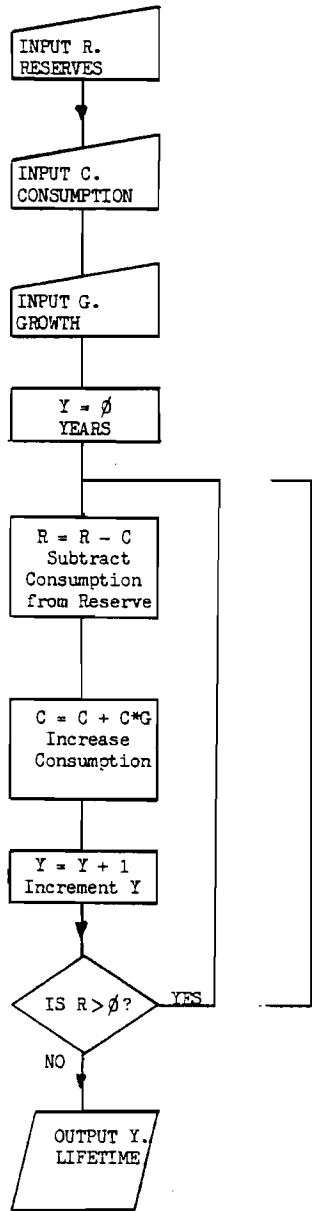 INPUT R.
RESERVES
INPUT C.
CONSUMPTION
INPUT G.
GROWTH
Y = Ø
YEARS
R = R - C
Subtract
Consumption
from Reserve
C = C + C*G
Increase
Consumption
Y = Y + 1
Increment Y
IS R > Ø?
YES
NO
OUTPUT Y.
LIFETIME